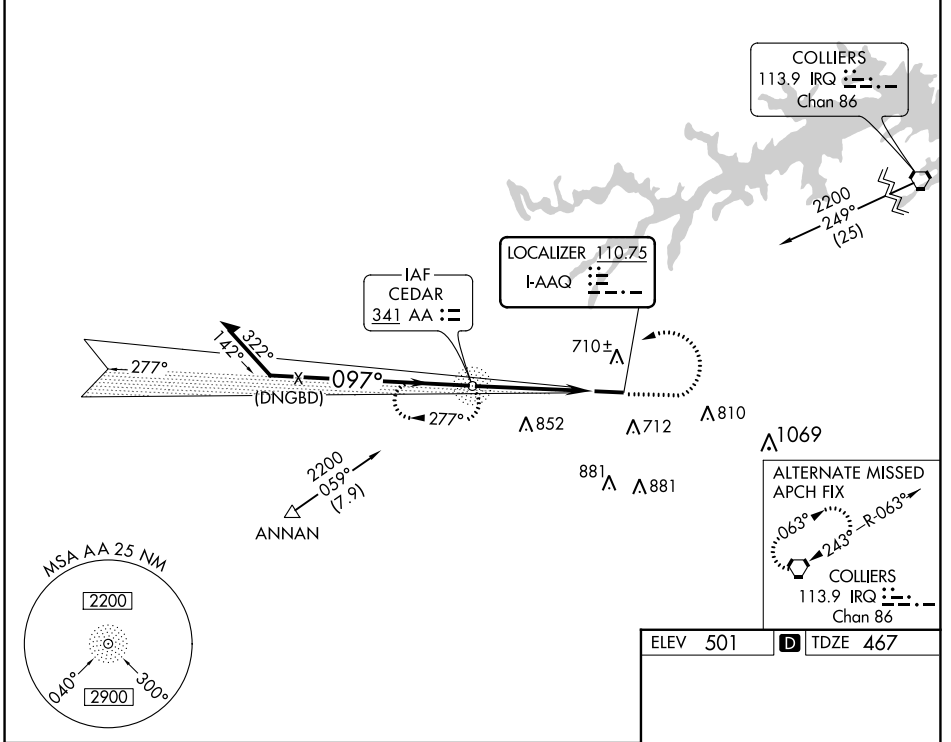 COLLIERS
113.9 IRQ
Chan 86
2200
249°
(25)
LOCALIZER 110.75
I-AAQ
IAF
CEDAR
341 AA
710±
322°
142°
277°
X
097°
(DNGBD)
277°
852
712
810
1069
881
881
2200
059°
(7.9)
ANNAN
ALTERNATE MISSED
APCH FIX
063°
243°
R-063°
COLLIERS
113.9 IRQ
Chan 86
MSA AA 25 NM
2200
040°
300°
2900
ELEV 501 D TDZE 467